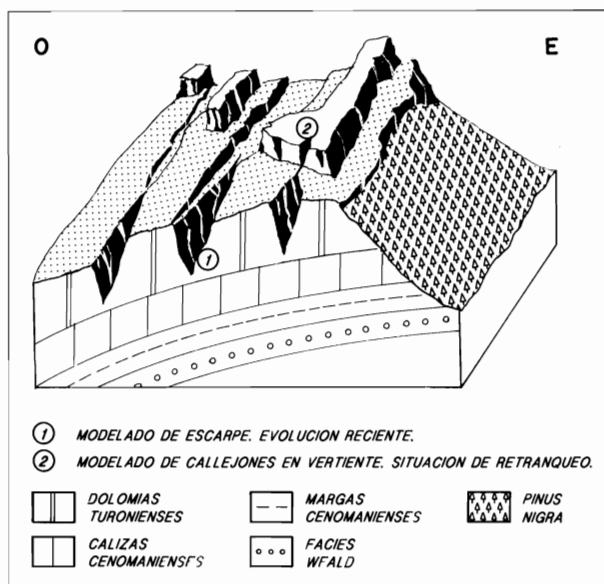 O
E
2
1
1 MODELADO DE ESCARPE. EVOLUCION RECIENTE.
2 MODELADO DE CALLEJONES EN VERTIENTE. SITUACION DE RETRANQUEO.
DOLOMIAS
TURONIENSES
MARGAS
CENOMANIENSES
PINUS
NIGRA
CALIZAS
CENOMANIENSES
FACIES
WFALD